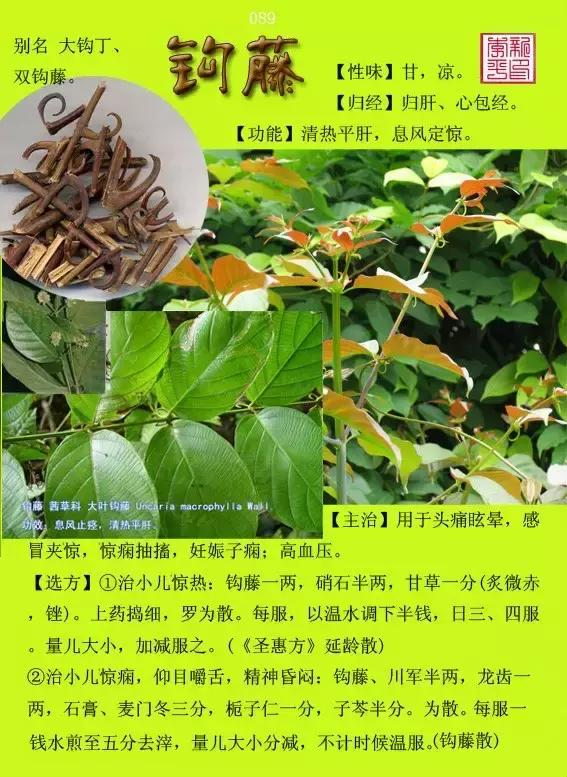 089
别名 大钩丁、
双钩藤。
钩藤
【性味】甘，凉。
【归经】归肝、心包经。
【功能】清热平肝，息风定惊。
钩藤 茜草科 大叶钩藤 Uncaria macrophylla Wall
功效：息风止痉，清热平肝。
【主治】用于头痛眩晕，感
冒夹惊，惊痫抽搐，妊娠子痫；高血压。
【选方】①治小儿惊热：钩藤一两，硝石半两，甘草一分(炙微赤
，锉)。上药捣细，罗为散。每服，以温水调下半钱，日三、四服
。量儿大小，加减服之。(《圣惠方》延龄散)
②治小儿惊痫，仰目嚼舌，精神昏闷：钩藤、川军半两，龙齿一
两，石膏、麦门冬三分，栀子仁一分，子芩半分。为散。每服一
钱水煎至五分去滓，量儿大小分减，不计时候温服。(钩藤散)